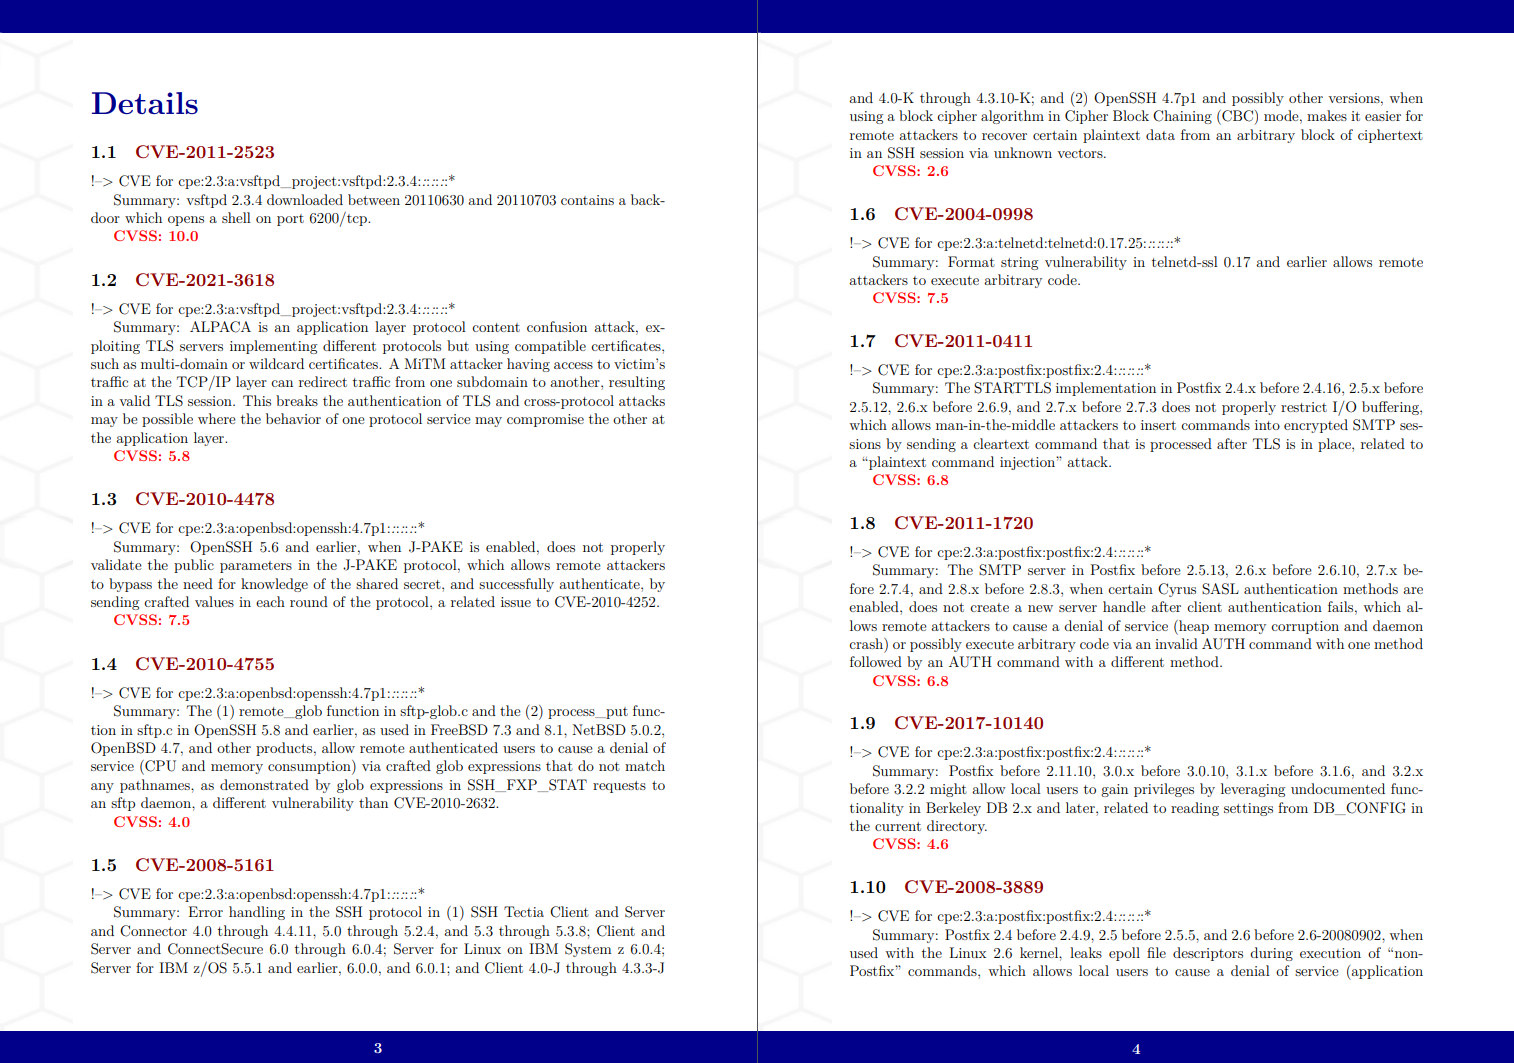 Details
1.1 CVE-2011-2523
!–> CVE for cpe:2.3:a:vsftpd_project:vsftpd:2.3.4:::::::*
Summary: vsftpd 2.3.4 downloaded between 20110630 and 20110703 contains a back-
door which opens a shell on port 6200/tcp.
CVSS: 10.0
1.2 CVE-2021-3618
!–> CVE for cpe:2.3:a:vsftpd_project:vsftpd:2.3.4:::::::*
Summary: ALPACA is an application layer protocol content confusion attack, ex-
ploiting TLS servers implementing different protocols but using compatible certificates,
such as multi-domain or wildcard certificates. A MiTM attacker having access to victim's
traffic at the TCP/IP layer can redirect traffic from one subdomain to another, resulting
in a valid TLS session. This breaks the authentication of TLS and cross-protocol attacks
may be possible where the behavior of one protocol service may compromise the other at
the application layer.
CVSS: 5.8
1.3 CVE-2010-4478
!–> CVE for cpe:2.3:a:openbsd:openssh:4.7p1:::::::*
Summary: OpenSSH 5.6 and earlier, when J-PAKE is enabled, does not properly
validate the public parameters in the J-PAKE protocol, which allows remote attackers
to bypass the need for knowledge of the shared secret, and successfully authenticate, by
sending crafted values in each round of the protocol, a related issue to CVE-2010-4252.
CVSS: 7.5
1.4 CVE-2010-4755
!–> CVE for cpe:2.3:a:openbsd:openssh:4.7p1:::::::*
Summary: The (1) remote_glob function in sftp-glob.c and the (2) process_put func-
tion in sftp.c in OpenSSH 5.8 and earlier, as used in FreeBSD 7.3 and 8.1, NetBSD 5.0.2,
OpenBSD 4.7, and other products, allow remote authenticated users to cause a denial of
service (CPU and memory consumption) via crafted glob expressions that do not match
any pathnames, as demonstrated by glob expressions in SSH_FXP_STAT requests to
an sftp daemon, a different vulnerability than CVE-2010-2632.
CVSS: 4.0
1.5 CVE-2008-5161
!–> CVE for cpe:2.3:a:openbsd:openssh:4.7p1:::::::*
Summary: Error handling in the SSH protocol in (1) SSH Tectia Client and Server
and Connector 4.0 through 4.4.11, 5.0 through 5.2.4, and 5.3 through 5.3.8; Client and
Server and ConnectSecure 6.0 through 6.0.4; Server for Linux on IBM System z 6.0.4;
Server for IBM z/OS 5.5.1 and earlier, 6.0.0, and 6.0.1; and Client 4.0-J through 4.3.3-J
3
and 4.0-K through 4.3.10-K; and (2) OpenSSH 4.7p1 and possibly other versions, when
using a block cipher algorithm in Cipher Block Chaining (CBC) mode, makes it easier for
remote attackers to recover certain plaintext data from an arbitrary block of ciphertext
in an SSH session via unknown vectors.
CVSS: 2.6
1.6 CVE-2004-0998
!–> CVE for cpe:2.3:a:telnetd:telnetd:0.17.25:::::::*
Summary: Format string vulnerability in telnetd-ssl 0.17 and earlier allows remote
attackers to execute arbitrary code.
CVSS: 7.5
1.7 CVE-2011-0411
!–> CVE for cpe:2.3:a:postfix:postfix:2.4:::::::*
Summary: The STARTTLS implementation in Postfix 2.4.x before 2.4.16, 2.5.x before
2.5.12, 2.6.x before 2.6.9, and 2.7.x before 2.7.3 does not properly restrict I/O buffering,
which allows man-in-the-middle attackers to insert commands into encrypted SMTP ses-
sions by sending a cleartext command that is processed after TLS is in place, related to
a “plaintext command injection” attack.
CVSS: 6.8
1.8 CVE-2011-1720
!–> CVE for cpe:2.3:a:postfix:postfix:2.4:::::::*
Summary: The SMTP server in Postfix before 2.5.13, 2.6.x before 2.6.10, 2.7.x be-
fore 2.7.4, and 2.8.x before 2.8.3, when certain Cyrus SASL authentication methods are
enabled, does not create a new server handle after client authentication fails, which al-
lows remote attackers to cause a denial of service (heap memory corruption and daemon
crash) or possibly execute arbitrary code via an invalid AUTH command with one method
followed by an AUTH command with a different method.
CVSS: 6.8
1.9 CVE-2017-10140
!–> CVE for cpe:2.3:a:postfix:postfix:2.4:::::::*
Summary: Postfix before 2.11.10, 3.0.x before 3.0.10, 3.1.x before 3.1.6, and 3.2.x
before 3.2.2 might allow local users to gain privileges by leveraging undocumented func-
tionality in Berkeley DB 2.x and later, related to reading settings from DB_CONFIG in
the current directory.
CVSS: 4.6
1.10 CVE-2008-3889
!–> CVE for cpe:2.3:a:postfix:postfix:2.4:::::::*
Summary: Postfix 2.4 before 2.4.9, 2.5 before 2.5.5, and 2.6 before 2.6-20080902, when
used with the Linux 2.6 kernel, leaks epoll file descriptors during execution of “non-
Postfix” commands, which allows local users to cause a denial of service (application
4